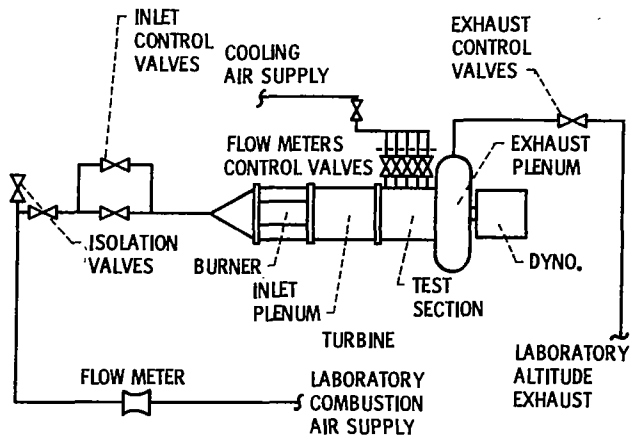 INLET
CONTROL
VALVES
COOLING
AIR SUPPLY
EXHAUST
CONTROL
VALVES
FLOW METERS
CONTROL VALVES
EXHAUST
PLENUM
ISOLATION
VALVES
BURNER
INLET
PLENUM
TEST
SECTION
DYNO.
TURBINE
FLOW METER
LABORATORY
COMBUSTION
AIR SUPPLY
LABORATORY
ALTITUDE
EXHAUST